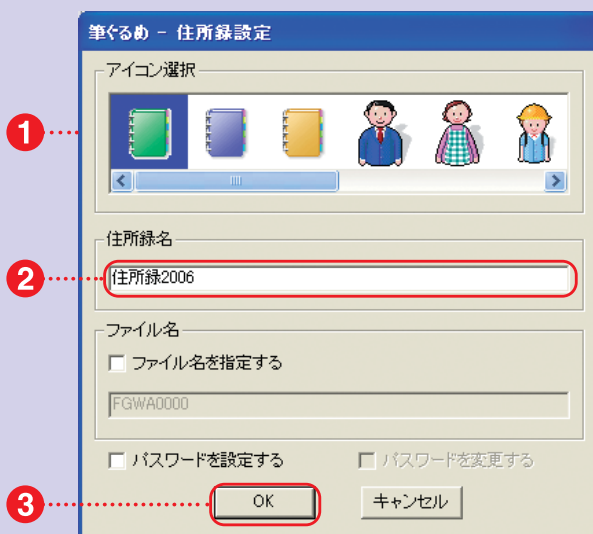 筆ぐるめ - 住所録設定
アイコン選択
1
住所録名
2
住所録2006
ファイル名
ファイル名を指定する
FGWA0000
パスワードを設定する パスワードを変更する
3
OK キャンセル